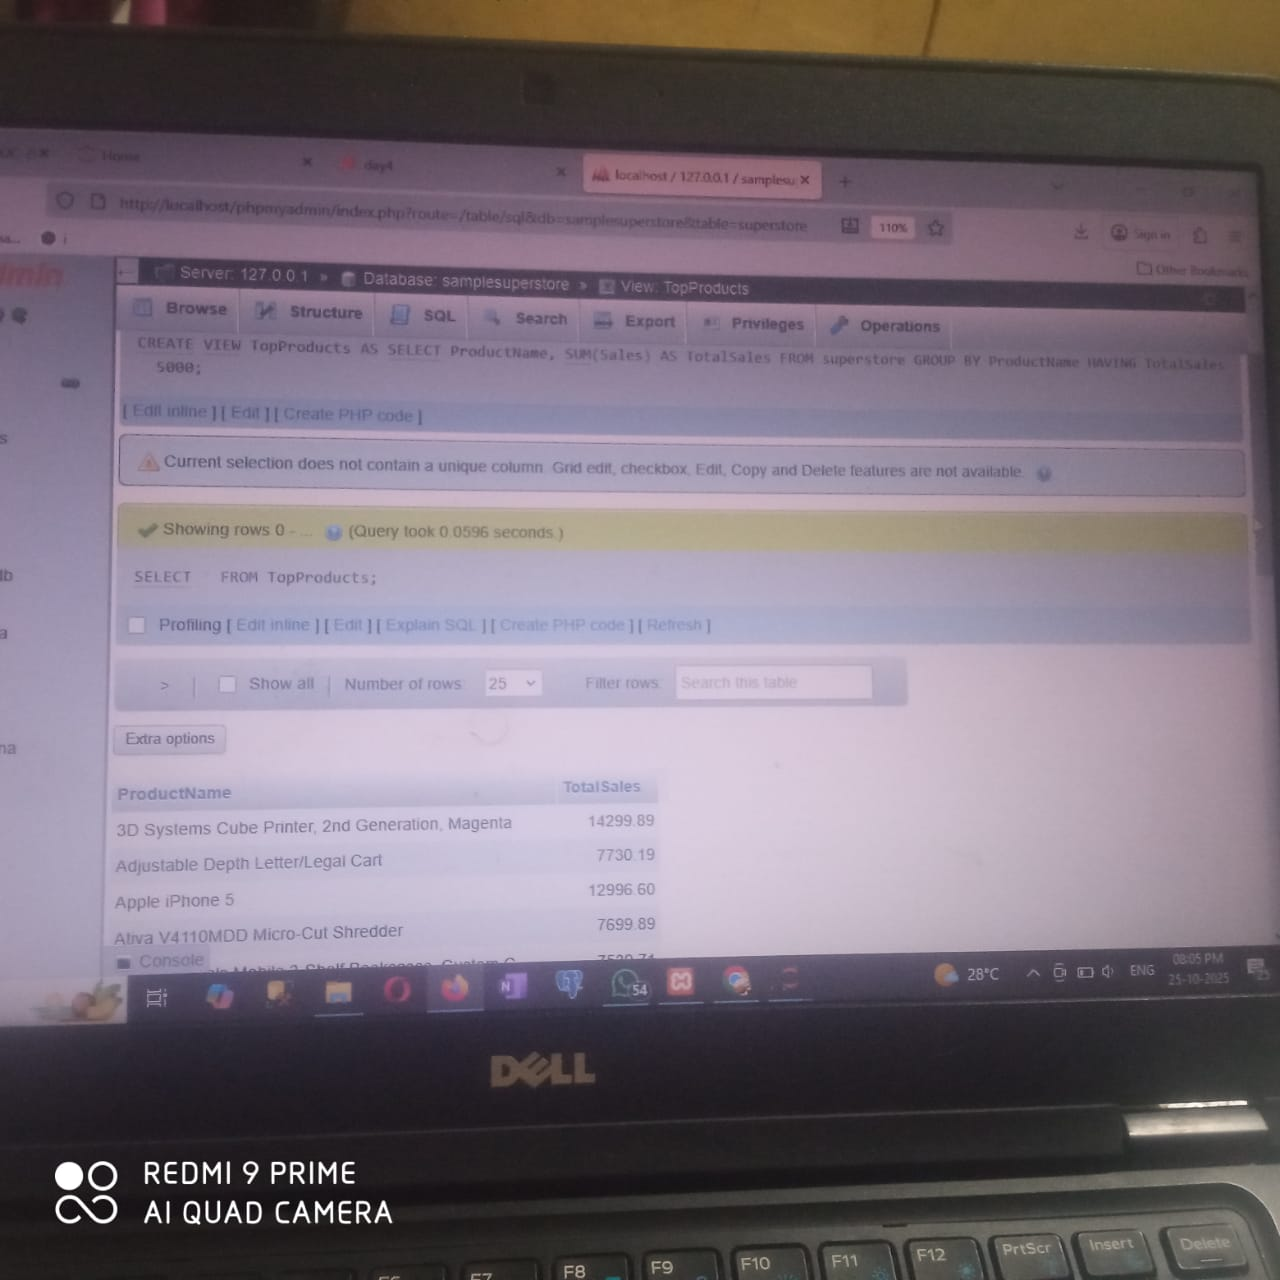 Home
day4
localhost / 127.0.0.1 / samplesu
http://localhost/phpmyadmin/index.php?route=/table/sql&db=samplesuperstore&table=superstore
110%
Sign in
Other Bookmarks
Server: 127.0.0.1 » Database: samplesuperstore » View: TopProducts
Browse Structure SQL Search Export Privileges Operations
CREATE VIEW TopProducts AS SELECT ProductName, SUM(Sales) AS TotalSales FROM superstore GROUP BY ProductName HAVING TotalSales
5000;
[ Edit inline ] [ Edit ] [ Create PHP code ]
Current selection does not contain a unique column. Grid edit, checkbox, Edit, Copy and Delete features are not available.
Showing rows 0 - ... (Query took 0.0596 seconds.)
SELECT FROM TopProducts;
Profiling [ Edit inline ] [ Edit ] [ Explain SQL ] [ Create PHP code ] [ Refresh ]
> Show all Number of rows: 25 Filter rows: Search this table
Extra options
ProductName TotalSales
3D Systems Cube Printer, 2nd Generation, Magenta 14299.89
Adjustable Depth Letter/Legal Cart 7730.19
Apple iPhone 5 12996.60
Ativa V4110MDD Micro-Cut Shredder 7699.89
Console
54
28°C
ENG
08:05 PM
25-10-2025
DELL
REDMI 9 PRIME
AI QUAD CAMERA
F8 F9 F10 F11 F12 PrtScr Insert Delete